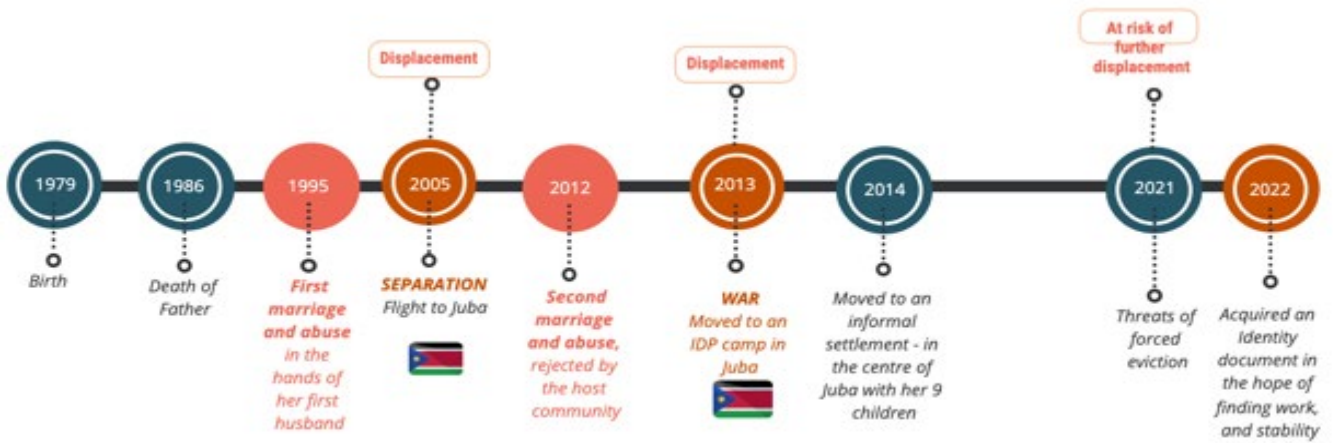 Displacement
Displacement
At risk of
further
displacement
1979
1986
1995
2005
2012
2013
2014
2021
2022
Birth
Death of
Father
First
marriage
and abuse
in the
hands of
her first
husband
SEPARATION
Flight to Juba
Second
marriage
and abuse,
rejected by
the host
community
WAR
Moved to an
IDP camp in
Juba
Moved to an
informal
settlement - in
the centre of
Juba with her 9
children
Threats of
forced
eviction
Acquired an
Identity
document in
the hope of
finding work,
and stability